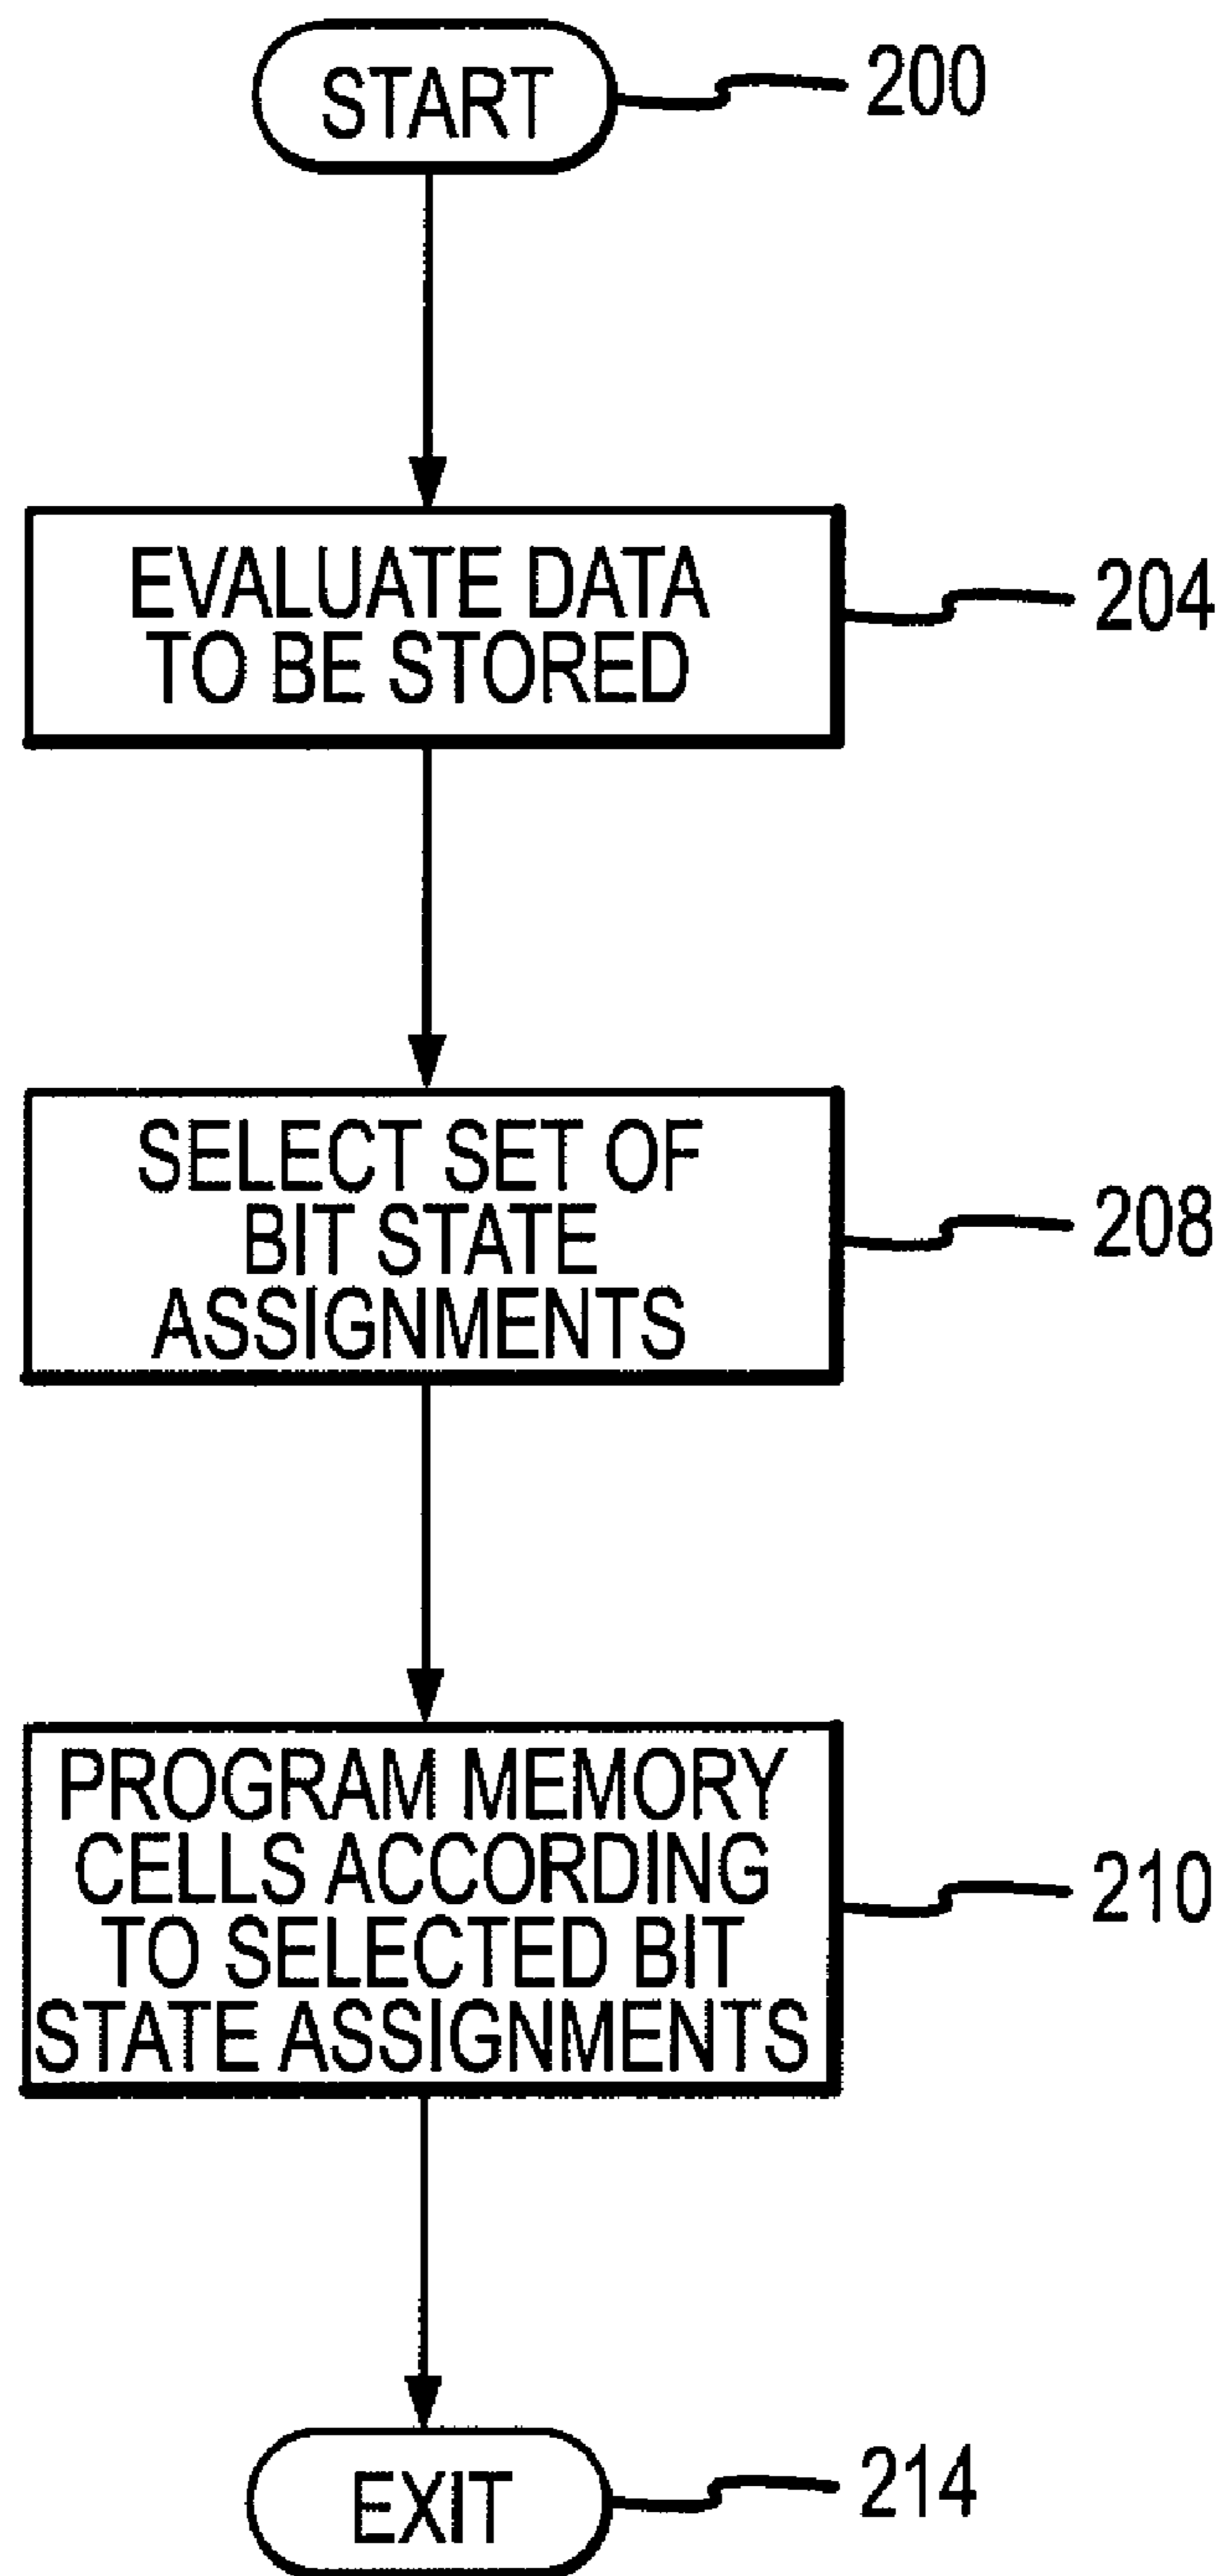 START
200
EVALUATE DATA
TO BE STORED
204
SELECT SET OF
BIT STATE
ASSIGNMENTS
208
PROGRAM MEMORY
CELLS ACCORDING
TO SELECTED BIT
STATE ASSIGNMENTS
210
EXIT
214